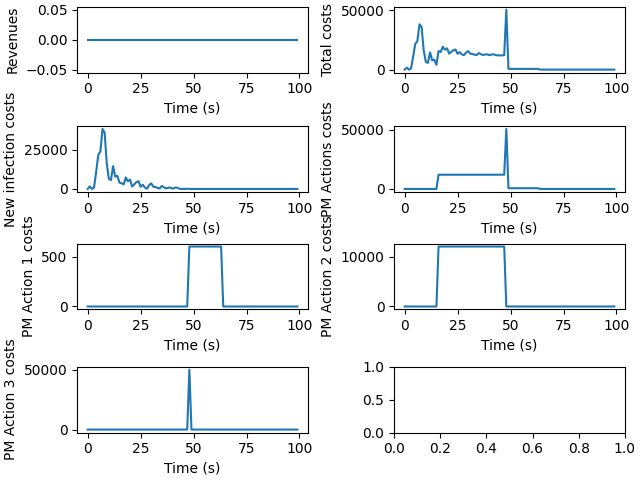 Revenues
0.05
0.00
−0.05
0 25 50 75 100
Time (s)
Total costs
50000
0
0 25 50 75 100
Time (s)
New infection costs
25000
0
0 25 50 75 100
Time (s)
PM Actions costs
50000
0
0 25 50 75 100
Time (s)
PM Action 1 costs
500
0
0 25 50 75 100
Time (s)
PM Action 2 costs
10000
0
0 25 50 75 100
Time (s)
PM Action 3 costs
50000
0
0 25 50 75 100
Time (s)
1.0
0.5
0.0
0.0 0.2 0.4 0.6 0.8 1.0